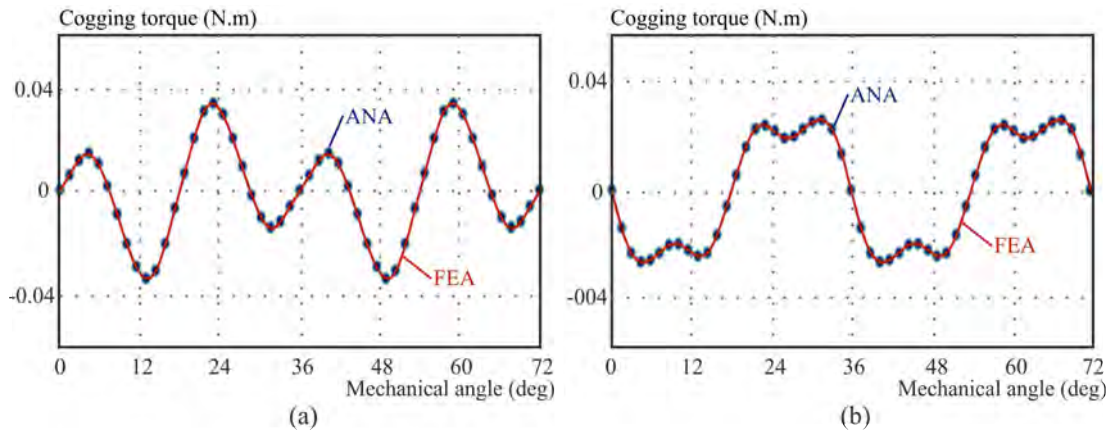 Cogging torque (N.m)
0.04
0
-0.04
ANA
FEA
0 12 24 36 48 60 72
Mechanical angle (deg)
(a)
Cogging torque (N.m)
0.04
0
-004
ANA
FEA
0 12 24 36 48 60 72
Mechanical angle (deg)
(b)